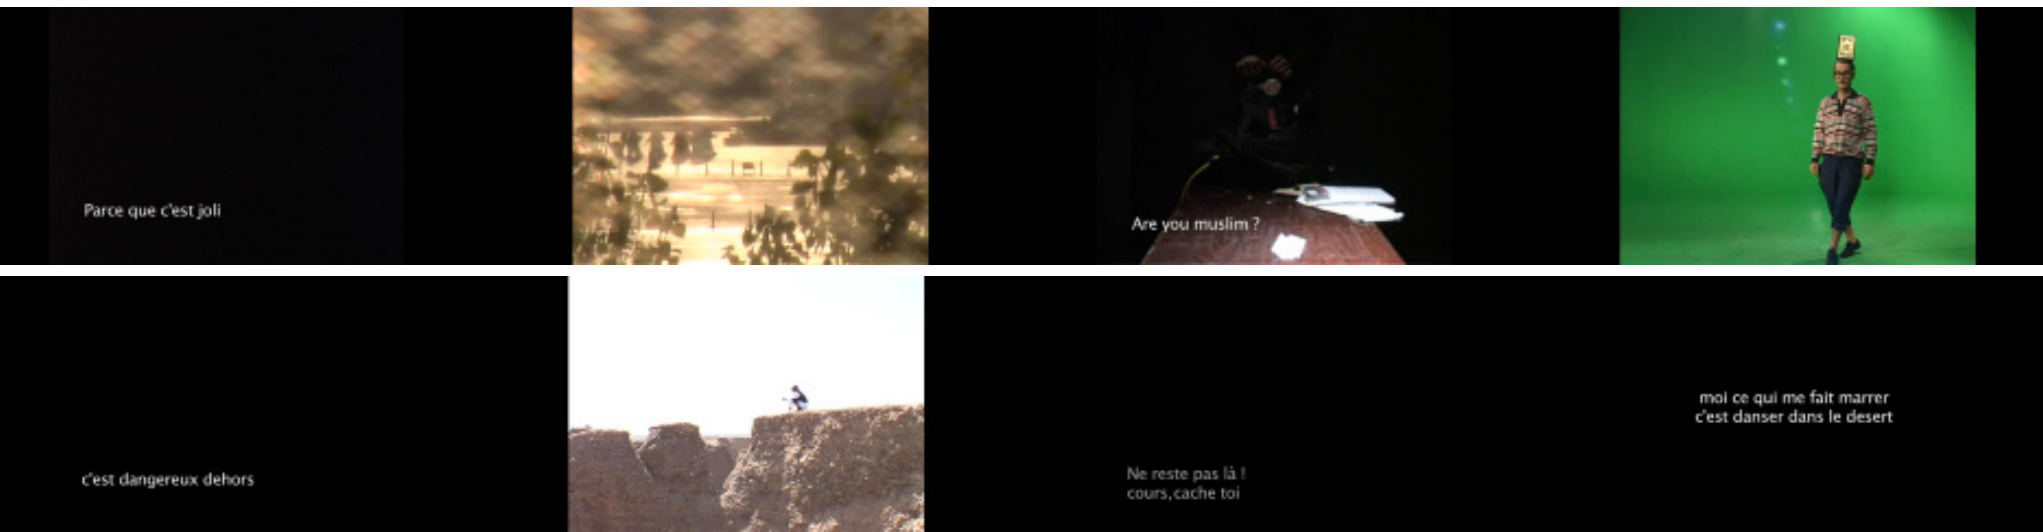 Parce que c'est joli
Are you muslim ?
c'est dangereux dehors
Ne reste pas là !
cours,cache toi
moi ce qui me fait marrer
c'est danser dans le desert